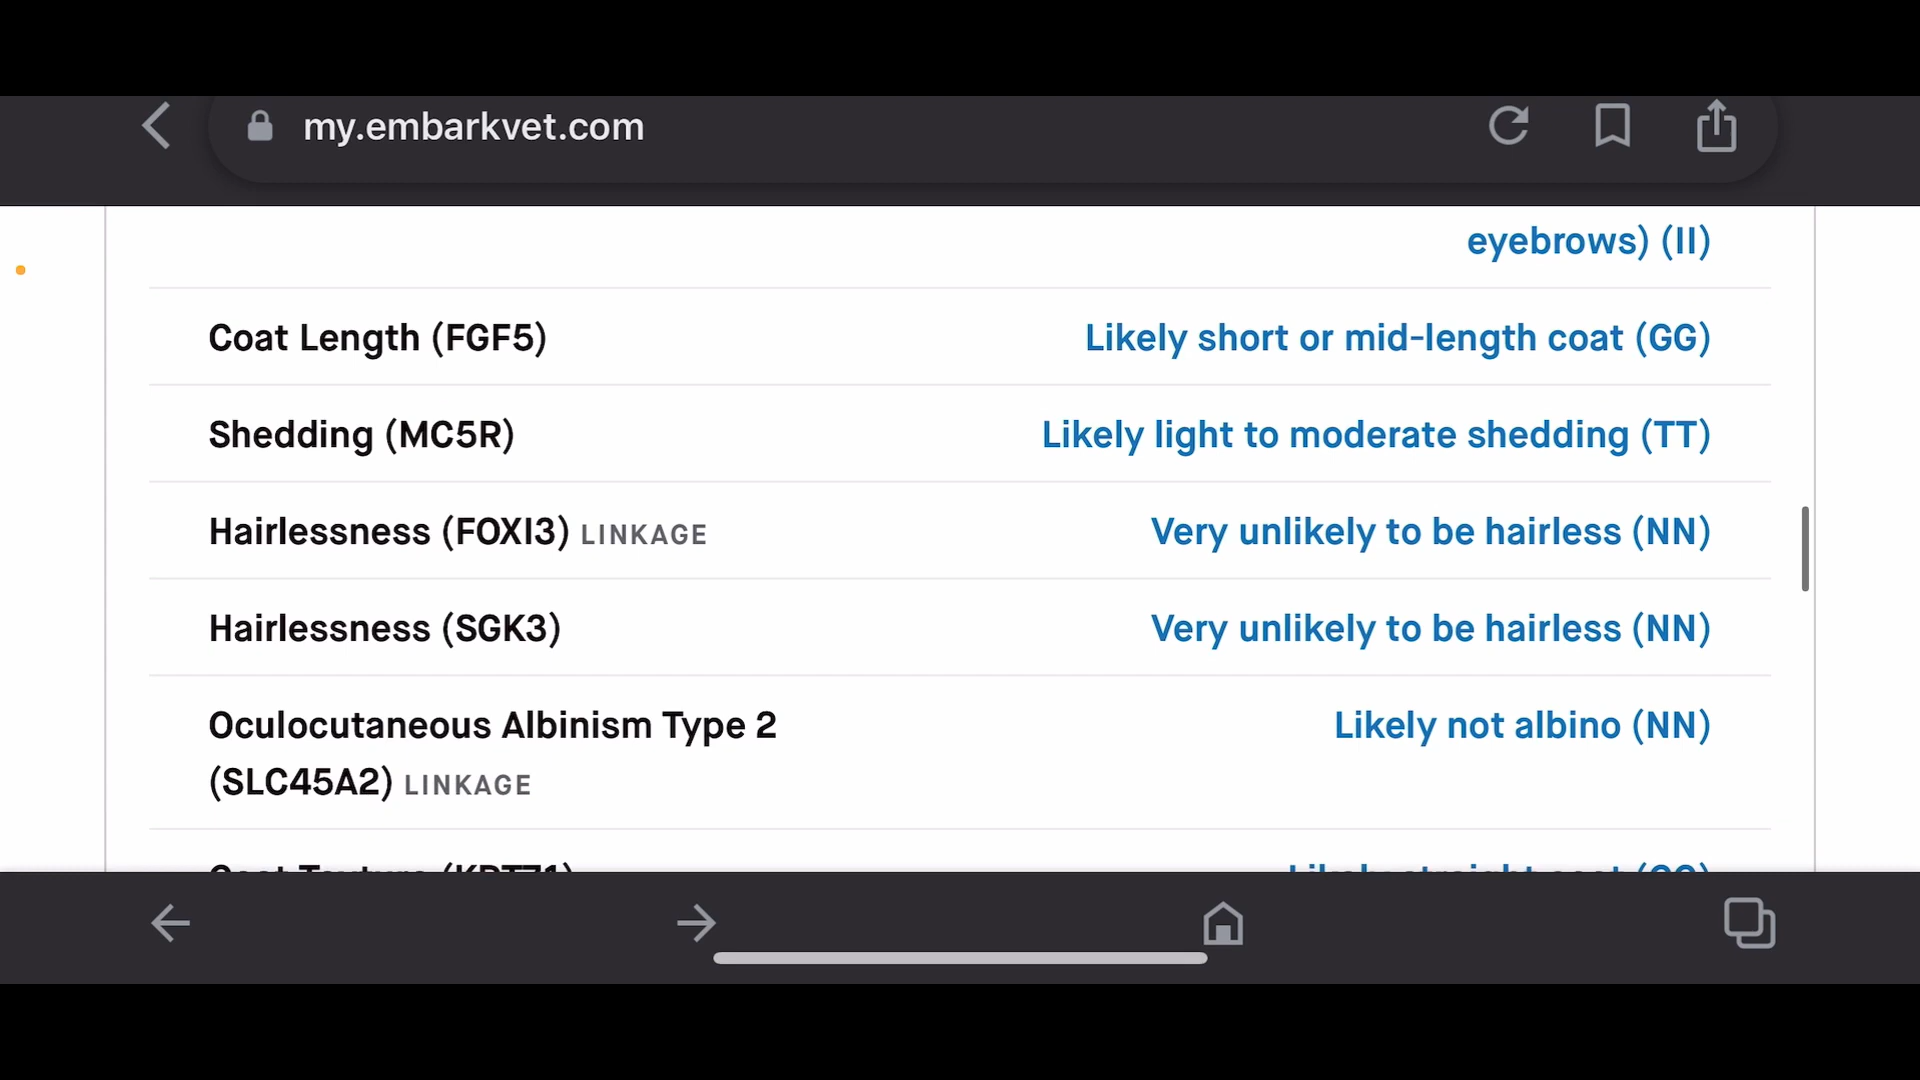 my.embarkvet.com
eyebrows) (II)
Coat Length (FGF5) Likely short or mid-length coat (GG)
Shedding (MC5R) Likely light to moderate shedding (TT)
Hairlessness (FOXI3) LINKAGE Very unlikely to be hairless (NN)
Hairlessness (SGK3) Very unlikely to be hairless (NN)
Oculocutaneous Albinism Type 2 Likely not albino (NN)
(SLC45A2) LINKAGE